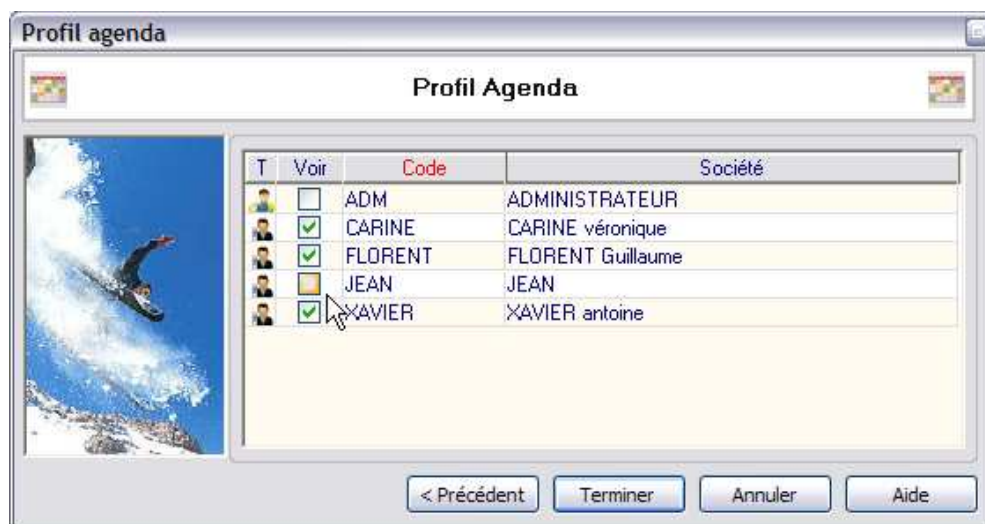 Profil agenda
Profil Agenda
T Voir Code Société
ADM ADMINISTRATEUR
CARINE CARINE véronique
FLORENT FLORENT Guillaume
JEAN JEAN
XAVIER XAVIER antoine
< Précédent Terminer Annuler Aide